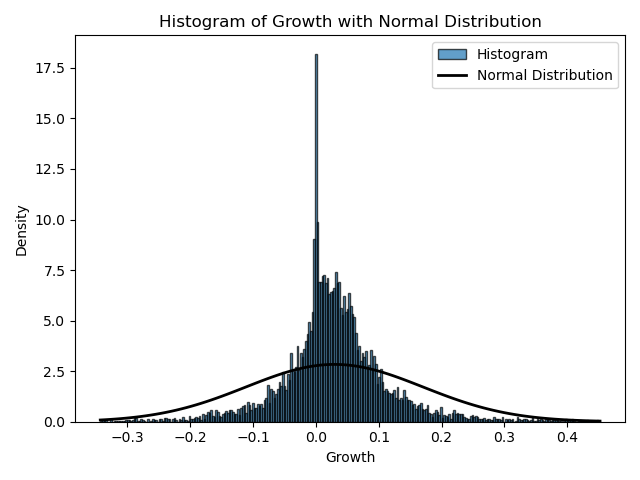 Histogram of Growth with Normal Distribution
Histogram
Normal Distribution
Density
17.5
15.0
12.5
10.0
7.5
5.0
2.5
0.0
−0.3 −0.2 −0.1 0.0 0.1 0.2 0.3 0.4
Growth